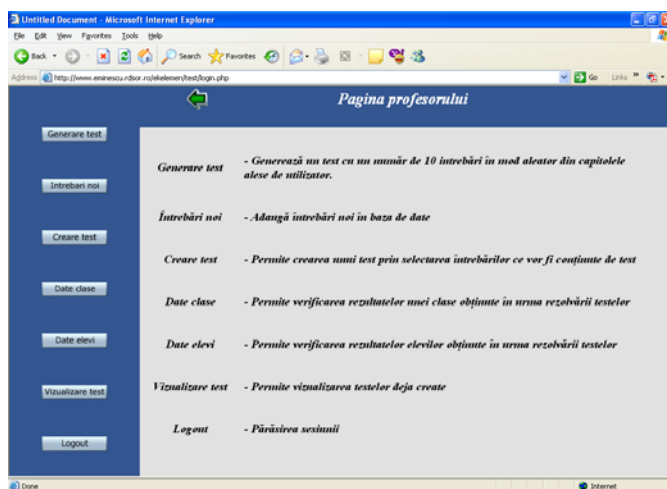 Untitled Document - Microsoft Internet Explorer
File Edit View Favorites Tools Help
Back Search Favorites
Address http://www.eminescu.rdsor.ro/ekelemen/test/login.php Go Links
Pagina profesorului
Generare test
Intrebari noi
Creare test
Date clase
Date elevi
Vizualizare test
Logout
Generare test - Generează un test cu un număr de 10 întrebări în mod aleator din capitolele
alese de utilizator.
Întrebări noi - Adaugă întrebări noi în baza de date
Creare test - Permite crearea unui test prin selectarea întrebărilor ce vor fi conținute de test
Date clase - Permite verificarea rezultatelor unei clase obținute în urma rezolvării testelor
Date elevi - Permite verificarea rezultatelor elevilor obținute în urma rezolvării testelor
Vizualizare test - Permite vizualizarea testelor deja create
Logout - Părăsirea sesiunii
Done Internet